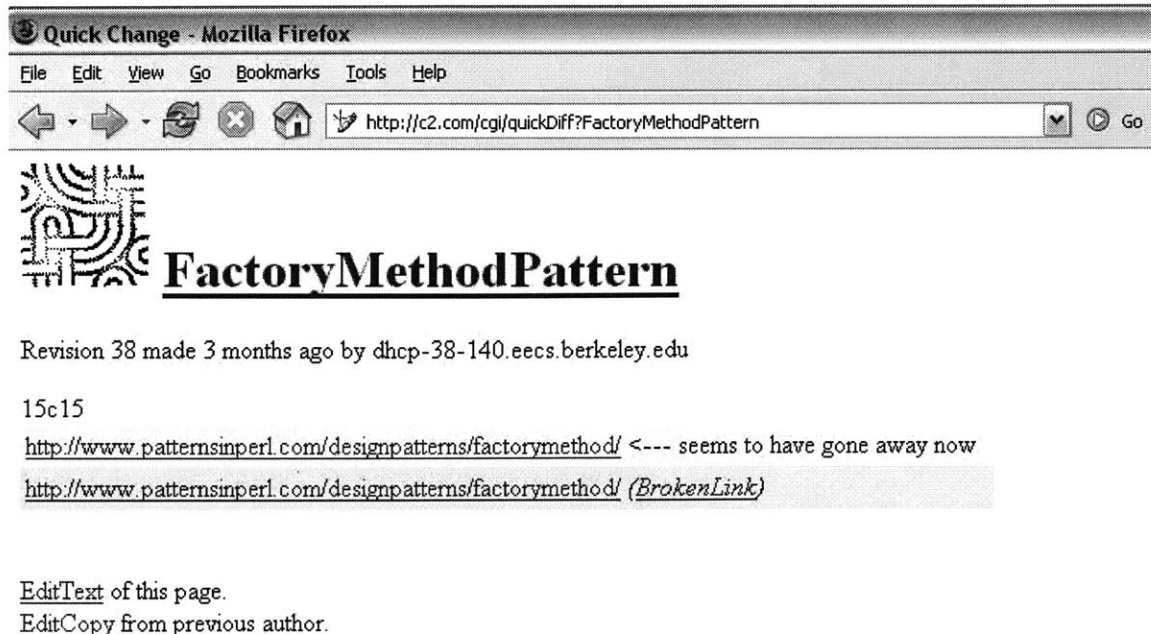 Quick Change - Mozilla Firefox
File Edit View Go Bookmarks Tools Help
http://c2.com/cgi/quickDiff?FactoryMethodPattern Go
FactoryMethodPattern
Revision 38 made 3 months ago by dhcp-38-140.eecs.berkeley.edu
15c15
http://www.patternsinperl.com/designpatterns/factorymethod/ <--- seems to have gone away now
http://www.patternsinperl.com/designpatterns/factorymethod/ (BrokenLink)
EditText of this page.
EditCopy from previous author.